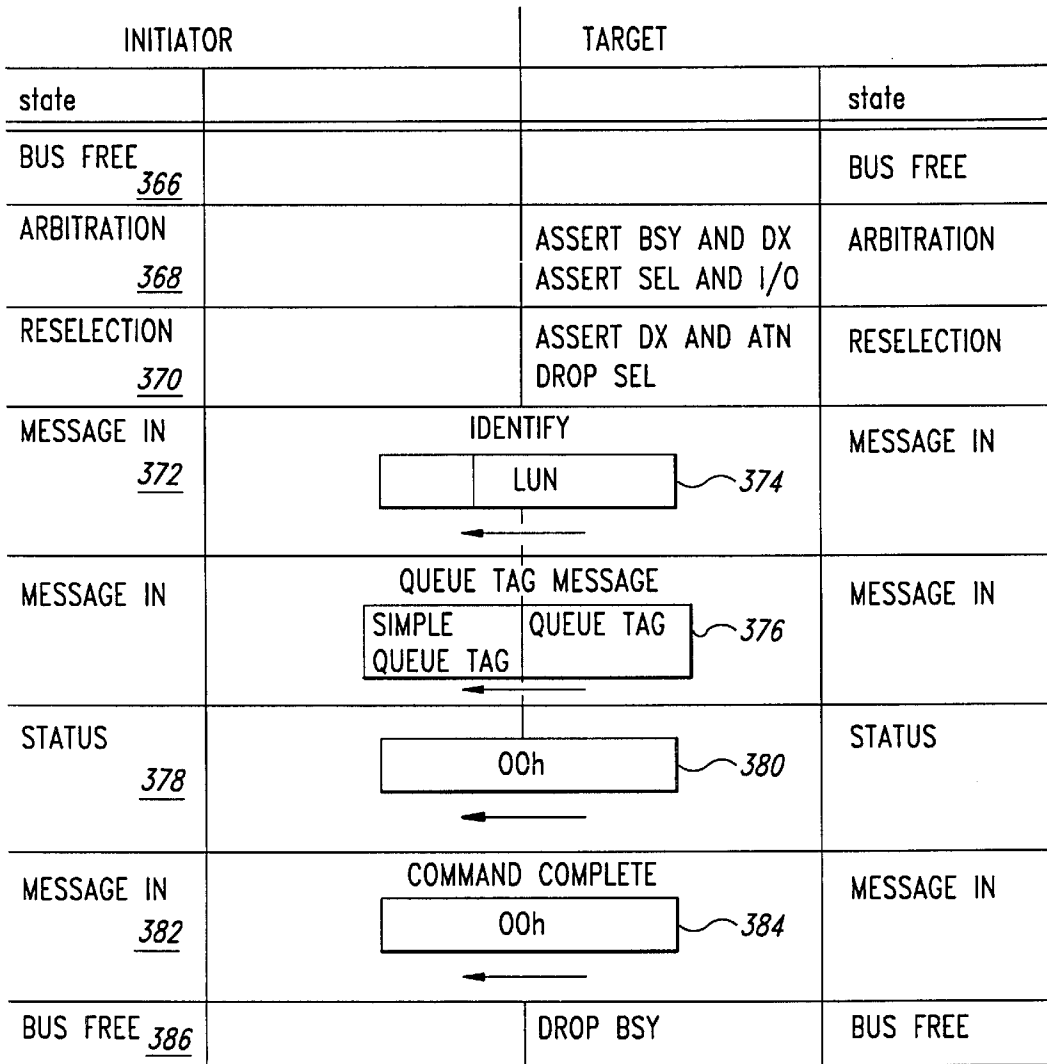 INITIATOR TARGET
state state
BUS FREE 366 BUS FREE
ARBITRATION 368 ASSERT BSY AND DX ARBITRATION
ASSERT SEL AND I/O
RESELECTION 370 ASSERT DX AND ATN RESELECTION
DROP SEL
MESSAGE IN 372 IDENTIFY MESSAGE IN
LUN 374
MESSAGE IN QUEUE TAG MESSAGE MESSAGE IN
SIMPLE QUEUE TAG 376
QUEUE TAG
STATUS 378 00h 380 STATUS
MESSAGE IN 382 COMMAND COMPLETE MESSAGE IN
00h 384
BUS FREE 386 DROP BSY BUS FREE